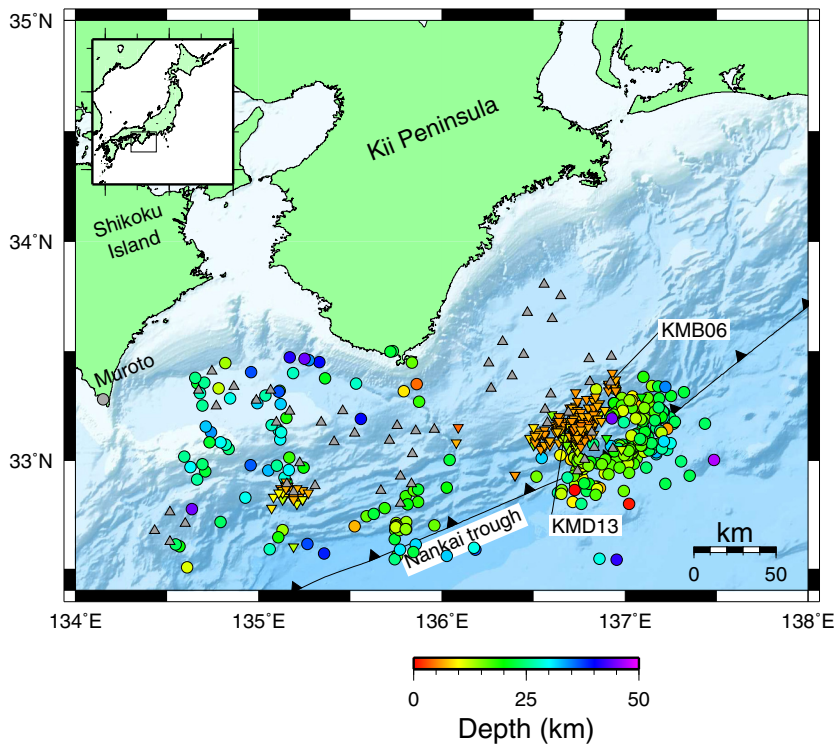 35˚N
34˚N
33˚N
Kii Peninsula
Shikoku
Island
Muroto
KMB06
KMD13
Nankai trough
km
0 50
134˚E 135˚E 136˚E 137˚E 138˚E
0 25 50
Depth (km)